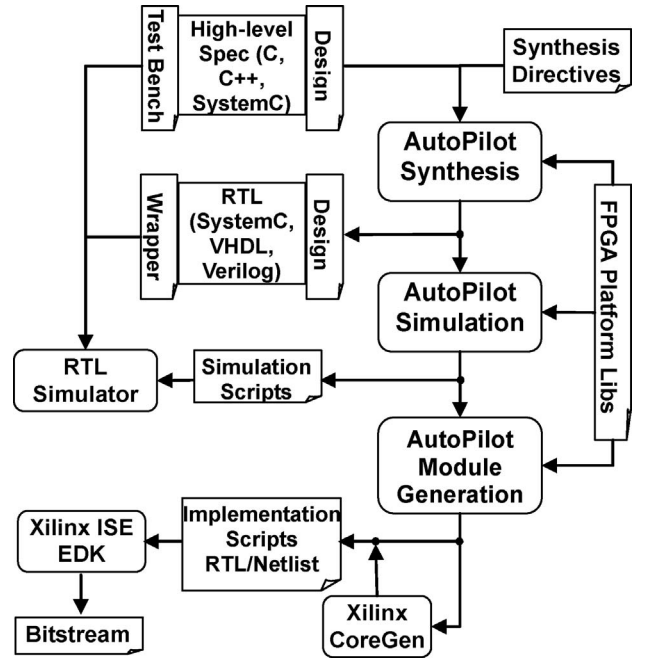 Test Bench
High-level
Spec (C,
C++,
SystemC)
Design
Synthesis
Directives
AutoPilot
Synthesis
Wrapper
RTL
(SystemC,
VHDL,
Verilog)
Design
FPGA Platform Libs
AutoPilot
Simulation
RTL
Simulator
Simulation
Scripts
AutoPilot
Module
Generation
Xilinx ISE
EDK
Implementation
Scripts
RTL/Netlist
Bitstream
Xilinx
CoreGen